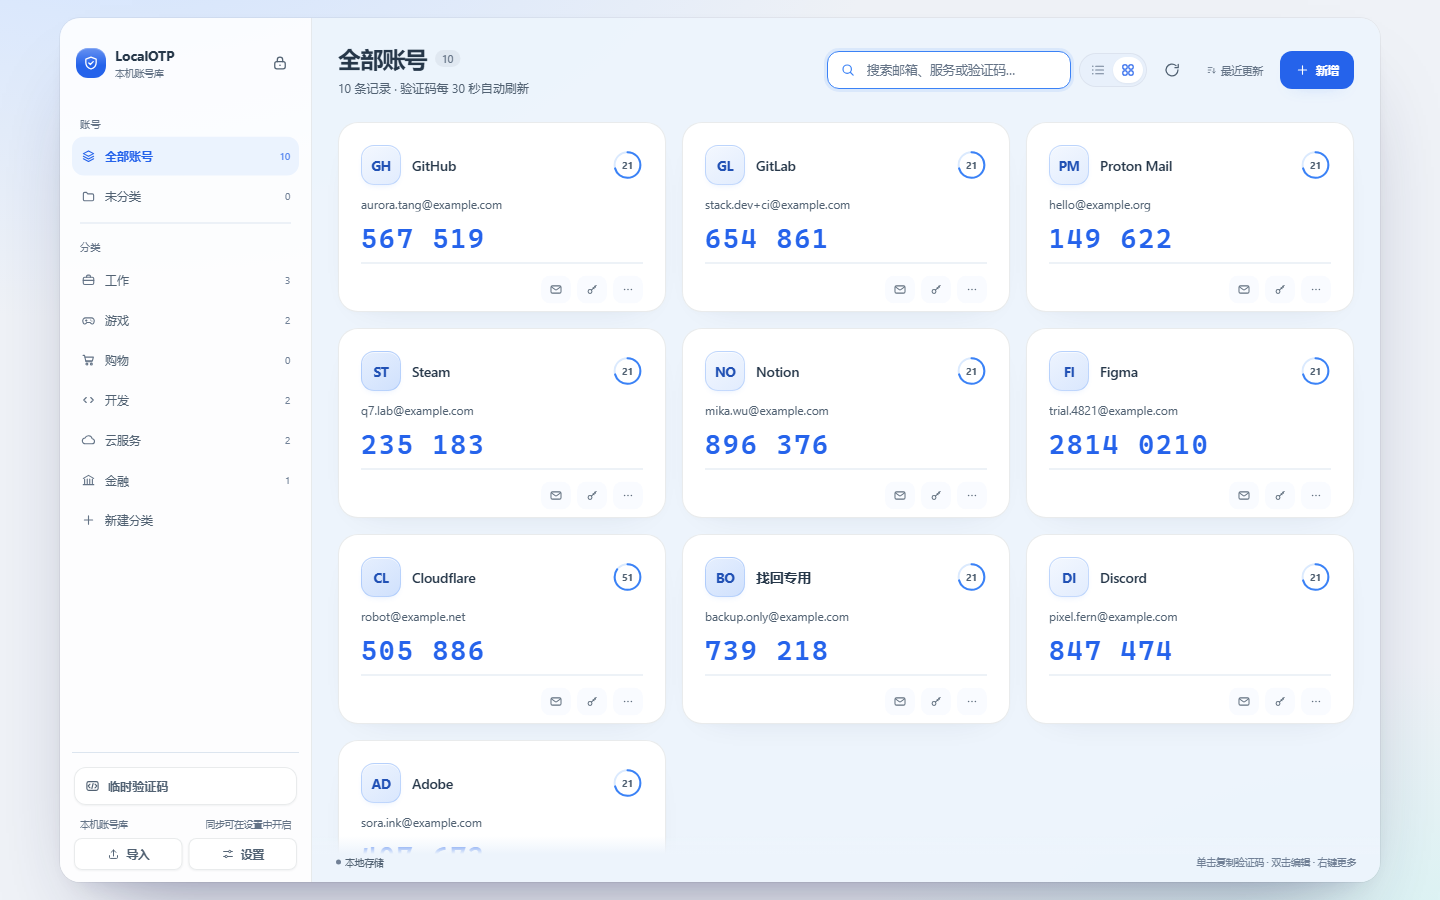 LocalOTP
本机账号库
账号
全部账号 10
未分类 0
分类
工作 3
游戏 2
购物 0
开发 2
云服务 2
金融 1
新建分类
临时验证码
本机账号库 同步可在设置中开启
导入 设置
全部账号 10
10 条记录 · 验证码每 30 秒自动刷新
搜索邮箱、服务或验证码...
最近更新
新增
GH GitHub 21
aurora.tang@example.com
567 519
GL GitLab 21
stack.dev+ci@example.com
654 861
PM Proton Mail 21
hello@example.org
149 622
ST Steam 21
q7.lab@example.com
235 183
NO Notion 21
mika.wu@example.com
896 376
FI Figma 21
trial.4821@example.com
2814 0210
CL Cloudflare 51
robot@example.net
505 886
BO 找回专用 21
backup.only@example.com
739 218
DI Discord 21
pixel.fern@example.com
847 474
AD Adobe 21
sora.ink@example.com
本地存储
单击复制验证码 · 双击编辑 · 右键更多